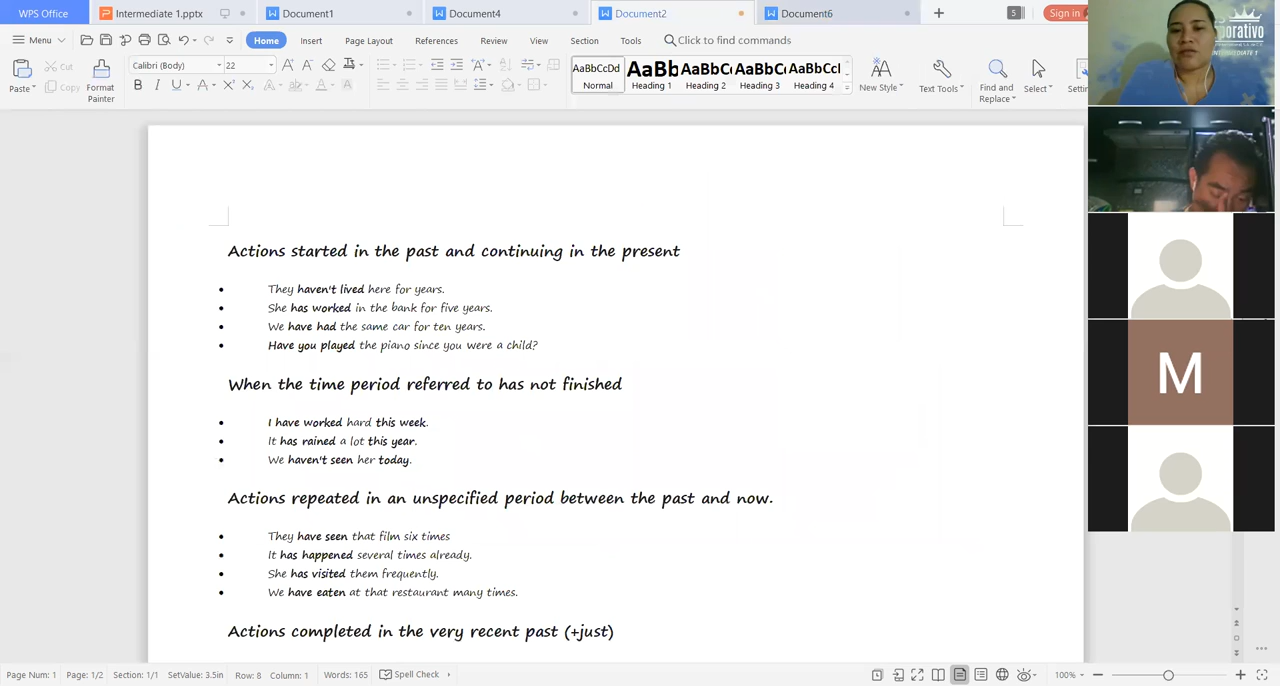 WPS Office
Intermediate 1.pptx
Document1
Document4
Document2
Document6
5
Sign in
Menu
Home
Insert
Page Layout
References
Review
View
Section
Tools
Click to find commands
Paste
Cut
Copy
Format Painter
Calibri (Body)
22
B I U A
AaBbCcDd
Normal
AaBb
Heading 1
AaBbC
Heading 2
AaBbC
Heading 3
AaBbCcl
Heading 4
New Style
Text Tools
Find and Replace
Select
INTERMEDIATE 1
M
Actions started in the past and continuing in the present
• They haven't lived here for years.
• She has worked in the bank for five years.
• We have had the same car for ten years.
• Have you played the piano since you were a child?
When the time period referred to has not finished
• I have worked hard this week.
• It has rained a lot this year.
• We haven't seen her today.
Actions repeated in an unspecified period between the past and now.
• They have seen that film six times
• It has happened several times already.
• She has visited them frequently.
• We have eaten at that restaurant many times.
Actions completed in the very recent past (+just)
Page Num: 1 Page: 1/2 Section: 1/1 SetValue: 3.5in Row: 8 Column: 1 Words: 165 Spell Check 100%